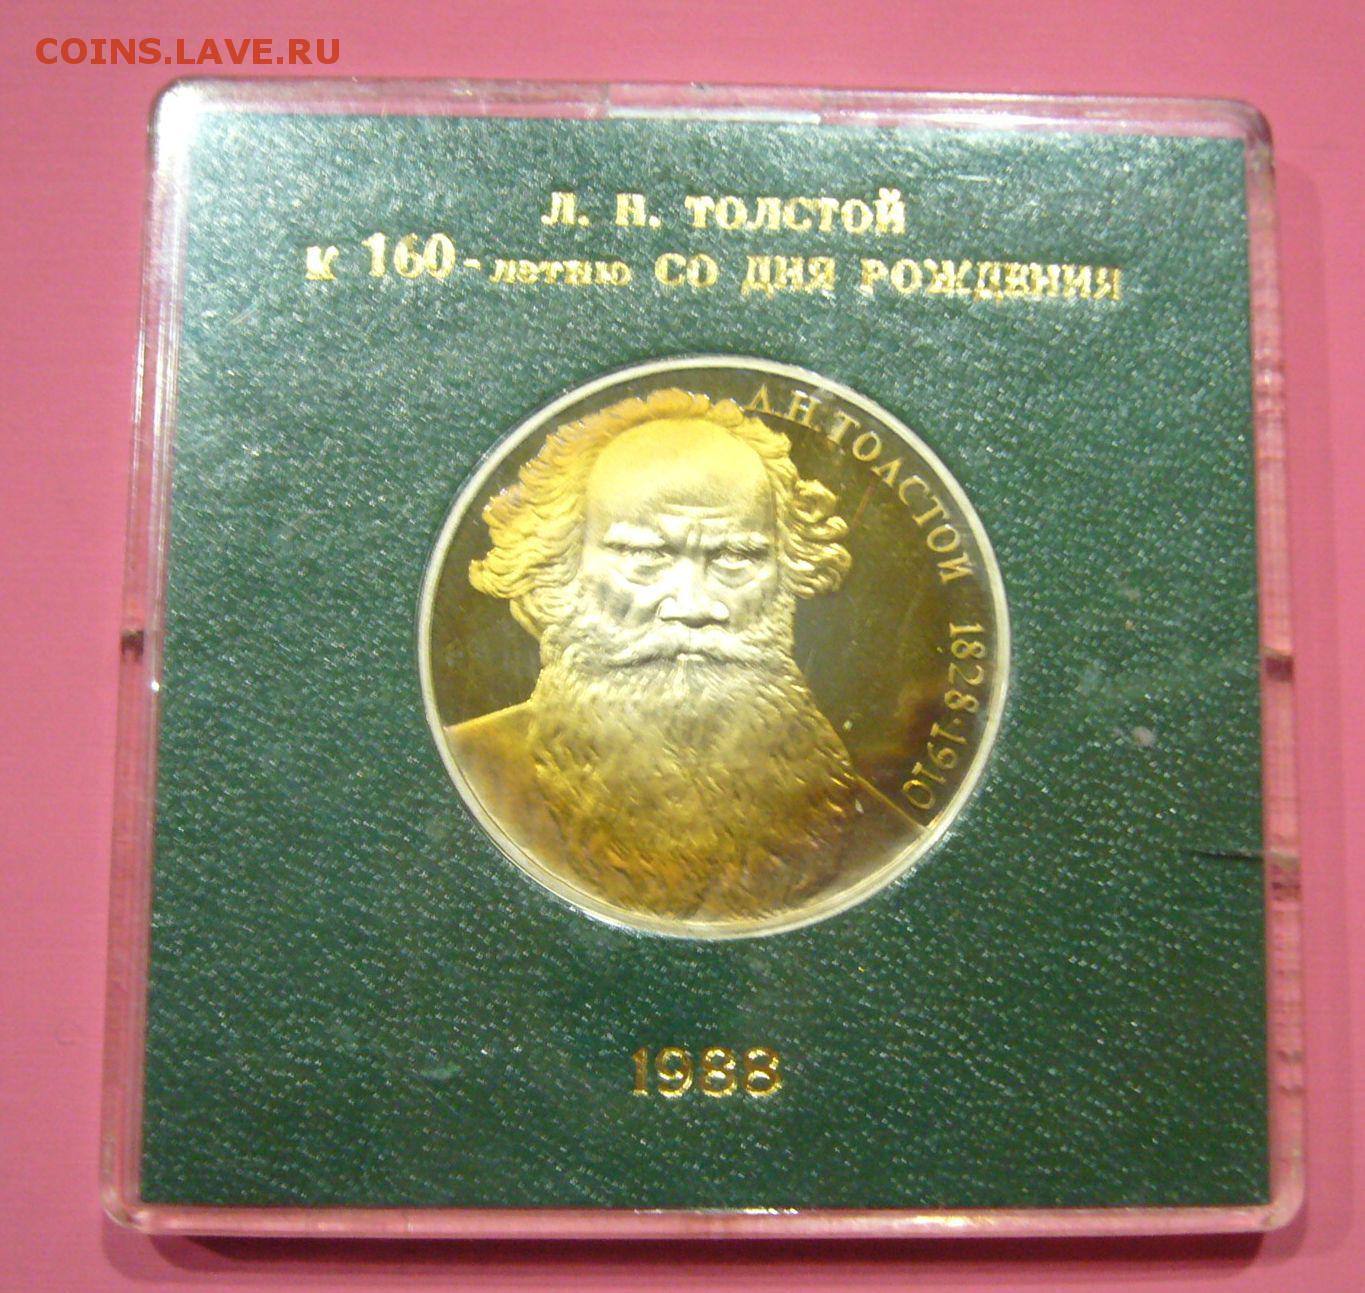 COINS.LAVE.RU
Л. Н. ТОЛСТОЙ
К 160-летию СО ДНЯ РОЖДЕНИЯ
Л.Н.ТОЛСТОЙ 1828·1910
1988